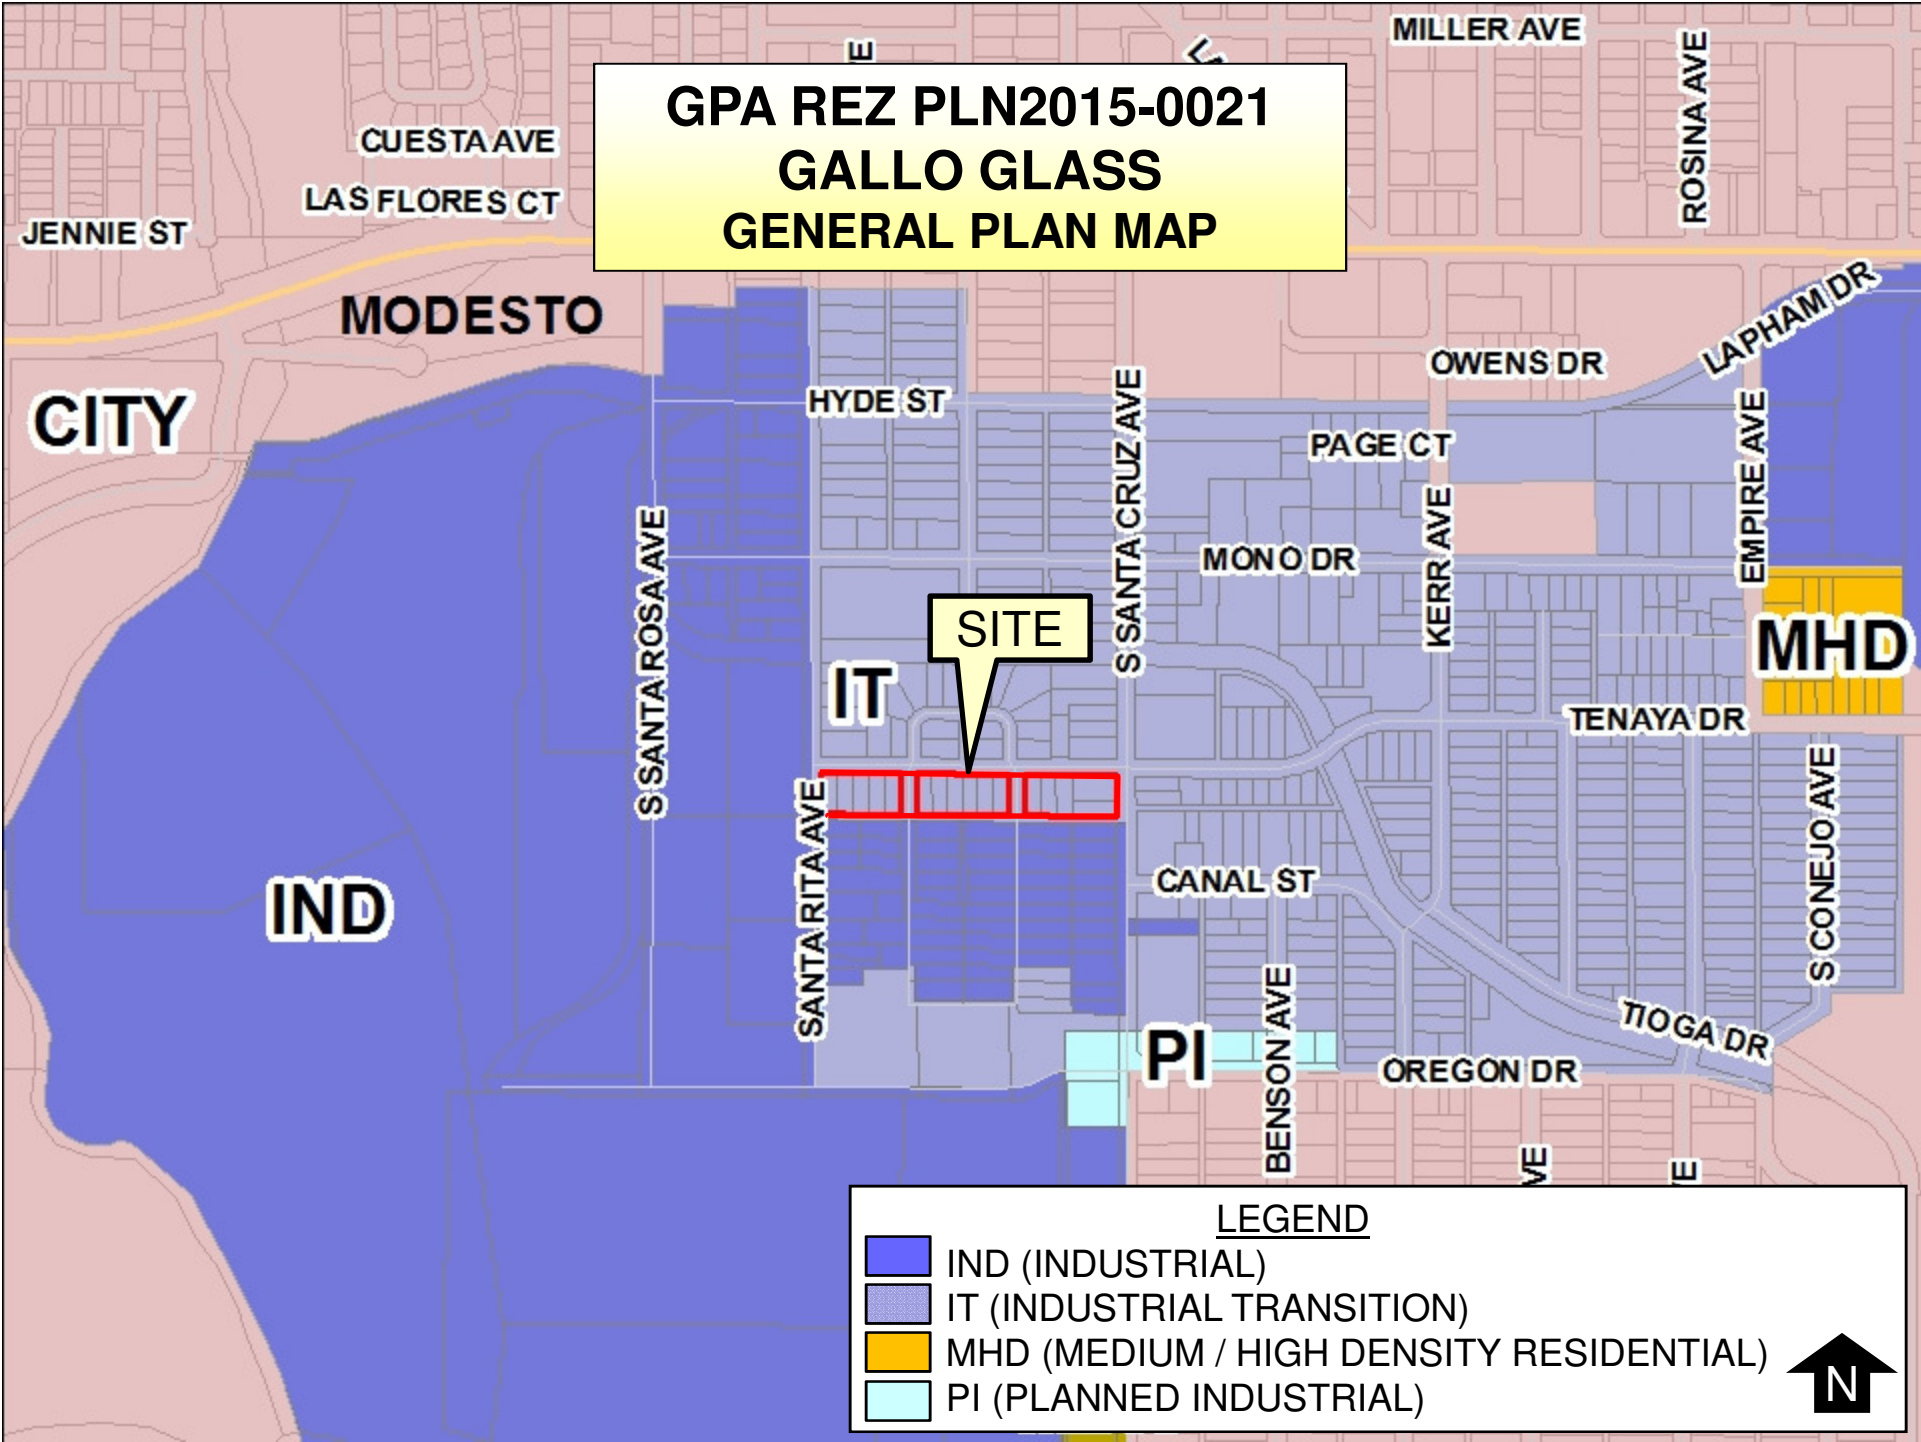 MILLER AVE
ROSINA AVE
GPA REZ PLN2015-0021
GALLO GLASS
GENERAL PLAN MAP
CUESTA AVE
LAS FLORES CT
JENNIE ST
MODESTO
CITY
LAPHAM DR
OWENS DR
HYDE ST
S SANTA CRUZ AVE
PAGE CT
EMPIRE AVE
KERR AVE
MONO DR
S SANTA ROSA AVE
SITE
IT
MHD
TENAYA DR
SANTA RITA AVE
S CONEJO AVE
IND
CANAL ST
BENSON AVE
TIOGA DR
PI
OREGON DR
VE
E
LEGEND
IND (INDUSTRIAL)
IT (INDUSTRIAL TRANSITION)
MHD (MEDIUM / HIGH DENSITY RESIDENTIAL)
PI (PLANNED INDUSTRIAL)
N